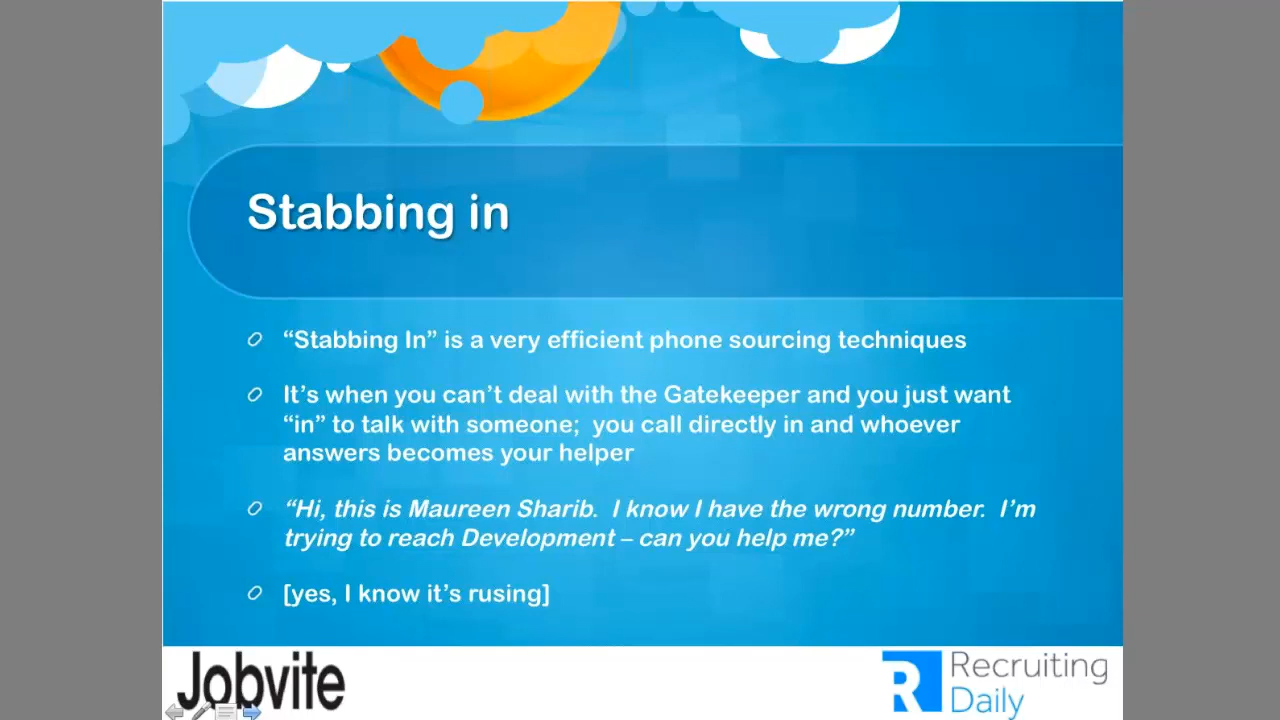 Stabbing in
“Stabbing In” is a very efficient phone sourcing techniques
It’s when you can’t deal with the Gatekeeper and you just want
“in” to talk with someone;  you call directly in and whoever
answers becomes your helper
“Hi, this is Maureen Sharib.  I know I have the wrong number.  I’m
trying to reach Development – can you help me?”
[yes, I know it’s rusing]
Jobvite
R Recruiting
Daily